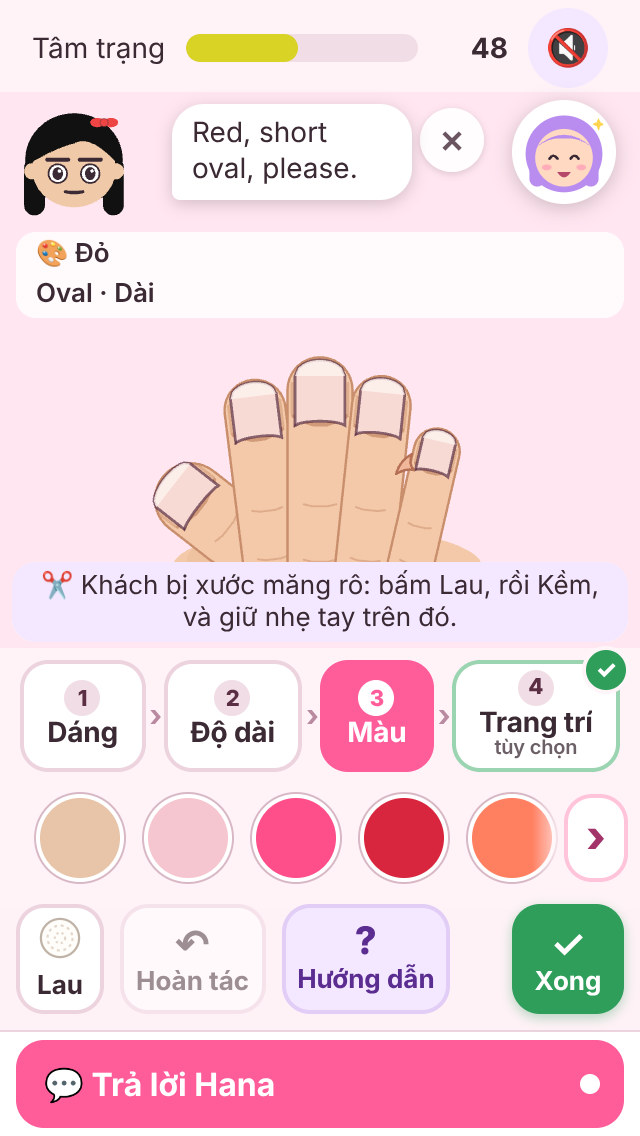 Tâm trạng 48
Red, short
oval, please.
Đỏ
Oval · Dài
Khách bị xước măng rô: bấm Lau, rồi Kềm,
và giữ nhẹ tay trên đó.
1
Dáng
2
Độ dài
3
Màu
4
Trang trí
tùy chọn
Lau
Hoàn tác
?
Hướng dẫn
Xong
Trả lời Hana